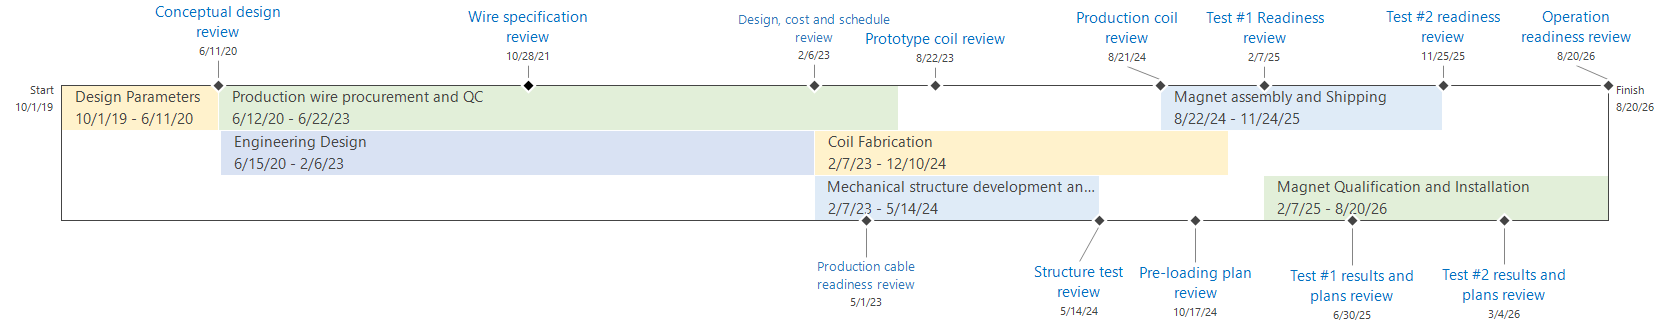 Conceptual design
review
6/11/20
Wire specification
review
10/28/21
Design, cost and schedule
review
2/6/23
Prototype coil review
8/22/23
Production coil
review
8/21/24
Test #1 Readiness
review
2/7/25
Test #2 readiness
review
11/25/25
Operation
readiness review
8/20/26
Start
10/1/19
Design Parameters
10/1/19 - 6/11/20
Production wire procurement and QC
6/12/20 - 6/22/23
Magnet assembly and Shipping
8/22/24 - 11/24/25
Finish
8/20/26
Engineering Design
6/15/20 - 2/6/23
Coil Fabrication
2/7/23 - 12/10/24
Mechanical structure development an...
2/7/23 - 5/14/24
Magnet Qualification and Installation
2/7/25 - 8/20/26
Production cable
readiness review
5/1/23
Structure test
review
5/14/24
Pre-loading plan
review
10/17/24
Test #1 results and
plans review
6/30/25
Test #2 results and
plans review
3/4/26